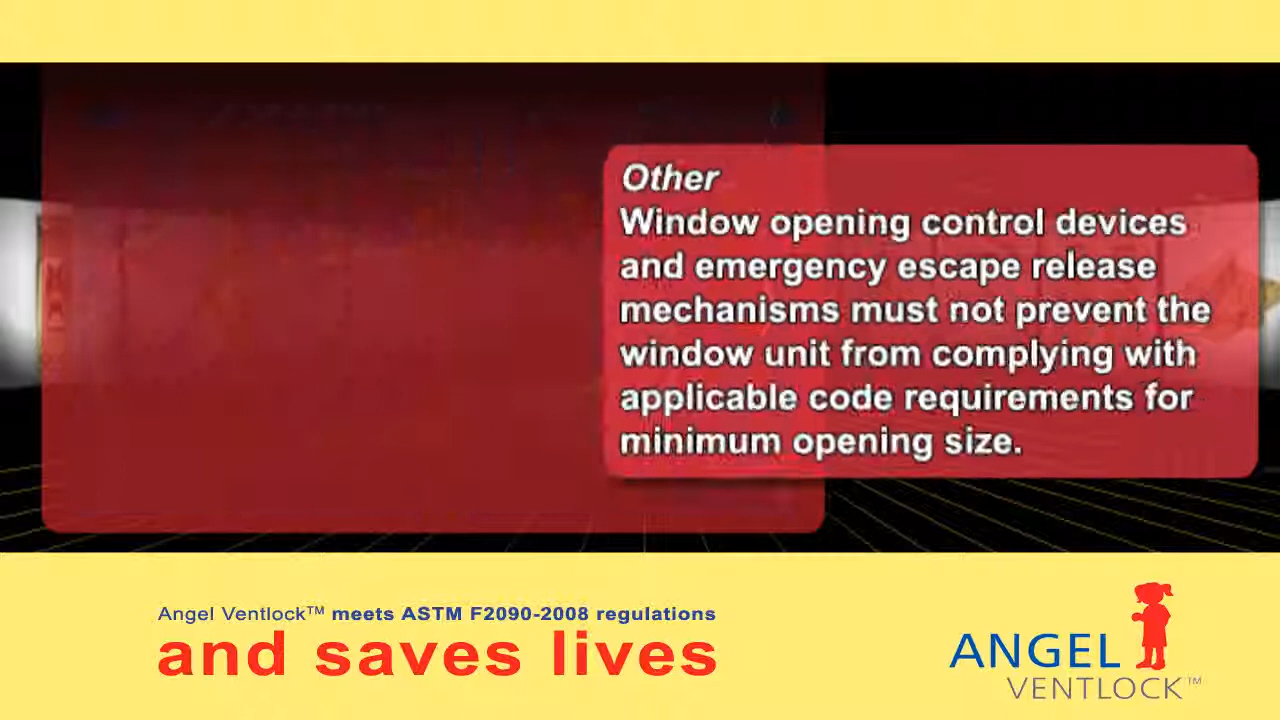 Other
Window opening control devices
and emergency escape release
mechanisms must not prevent the
window unit from complying with
applicable code requirements for
minimum opening size.
Angel Ventlock™ meets ASTM F2090-2008 regulations
and saves lives
ANGEL
VENTLOCK™